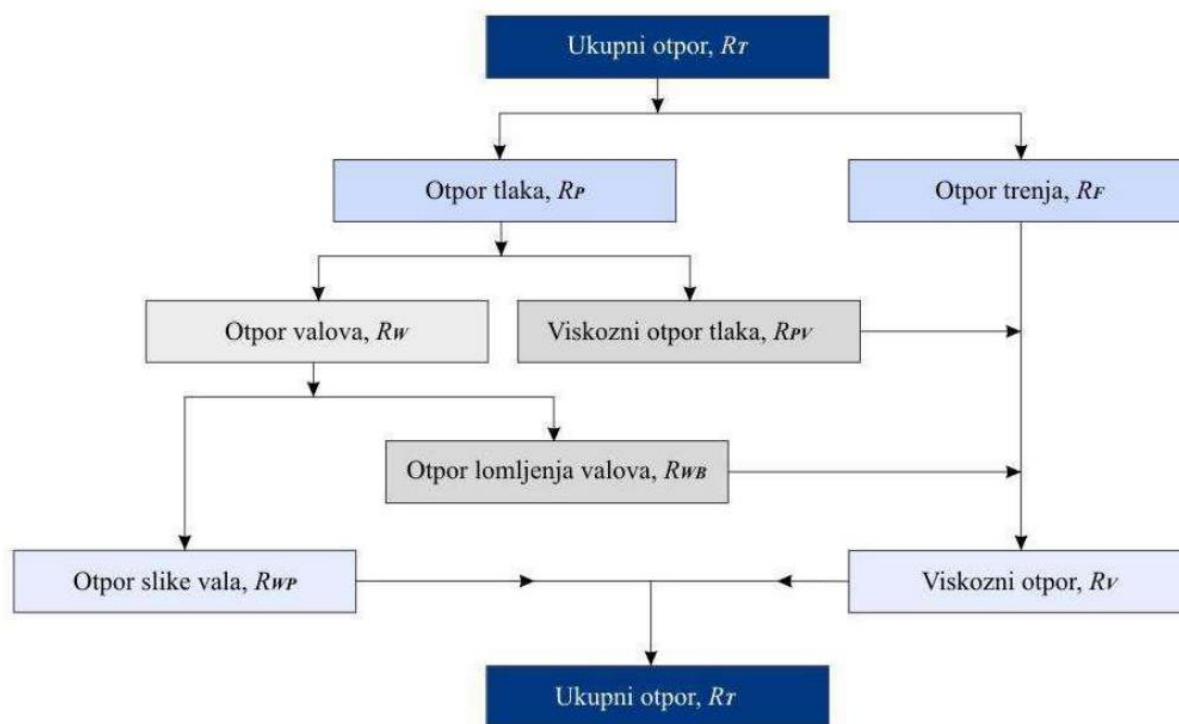 Ukupni otpor, RT
Otpor tlaka, RP
Otpor trenja, RF
Otpor valova, RW
Viskozni otpor tlaka, RPV
Otpor lomljenja valova, RWB
Otpor slike vala, RWP
Viskozni otpor, RV
Ukupni otpor, RT